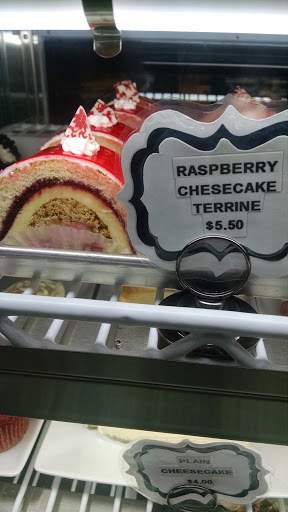 RASPBERRY
CHESECAKE
TERRINE
$5.50
PLAIN
CHEESECAKE
$4.00